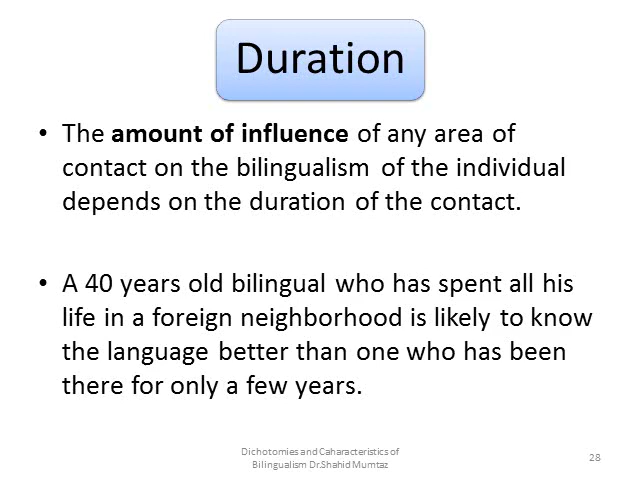 Duration
• The amount of influence of any area of
contact on the bilingualism of the individual
depends on the duration of the contact.
• A 40 years old bilingual who has spent all his
life in a foreign neighborhood is likely to know
the language better than one who has been
there for only a few years.
Dichotomies and Caharacteristics of
Bilingualism Dr.Shahid Mumtaz
28